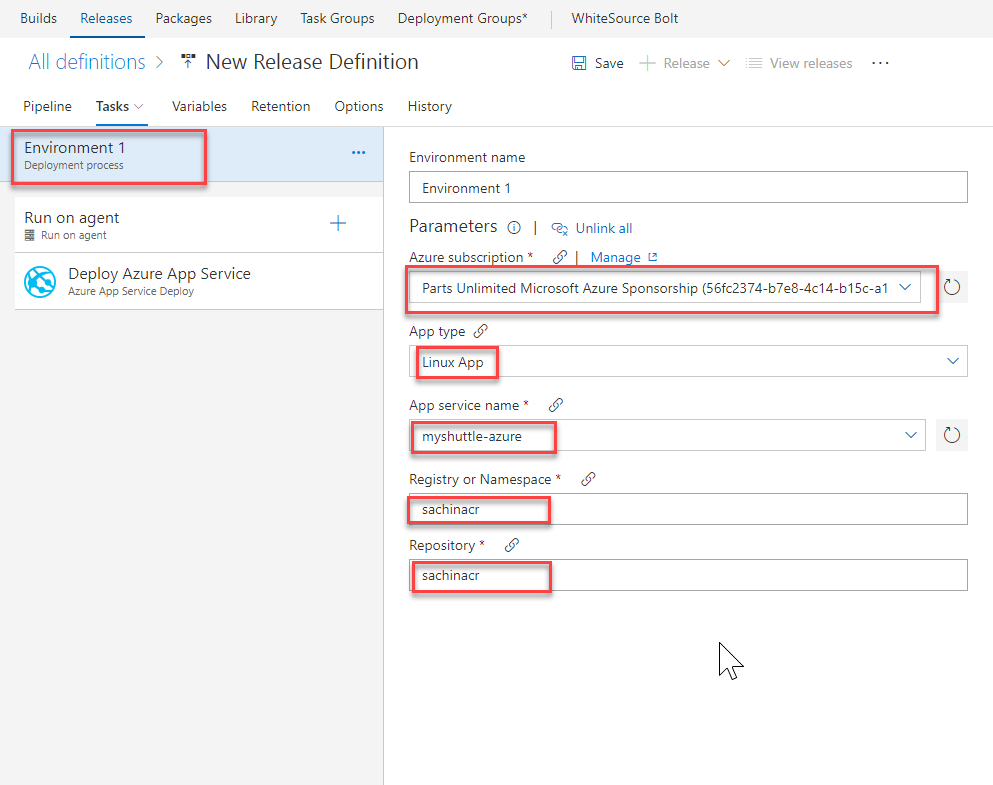 Builds Releases Packages Library Task Groups Deployment Groups* WhiteSource Bolt
All definitions > New Release Definition Save Release View releases ...
Pipeline Tasks Variables Retention Options History
Environment 1
Deployment process
Run on agent
Run on agent
Deploy Azure App Service
Azure App Service Deploy
Environment name
Environment 1
Parameters | Unlink all
Azure subscription * | Manage
Parts Unlimited Microsoft Azure Sponsorship (56fc2374-b7e8-4c14-b15c-a1
App type
Linux App
App service name *
myshuttle-azure
Registry or Namespace *
sachinacr
Repository *
sachinacr